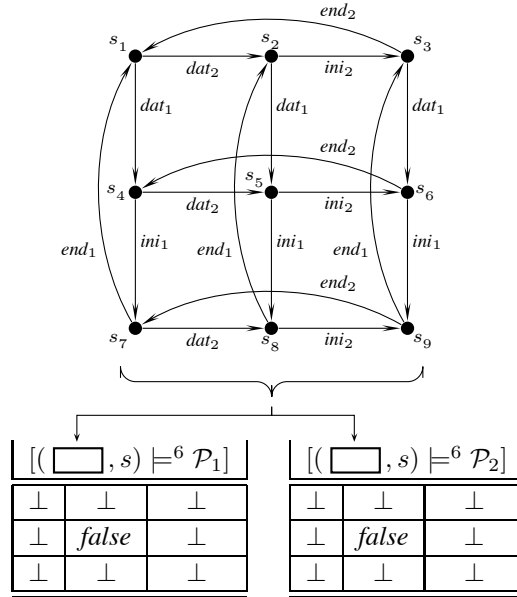 end₂
s₁ s₂ s₃
dat₂ ini₂
dat₁ dat₁ dat₁
end₂
s₄ s₅ s₆
dat₂ ini₂
end₁ ini₁ end₁ ini₁ end₁ ini₁
end₂
s₇ dat₂ s₈ ini₂ s₉
[( , s) ⊨⁶ 𝒫₁] [( , s) ⊨⁶ 𝒫₂]
⊥ ⊥ ⊥ ⊥ ⊥ ⊥
⊥ false ⊥ ⊥ false ⊥
⊥ ⊥ ⊥ ⊥ ⊥ ⊥